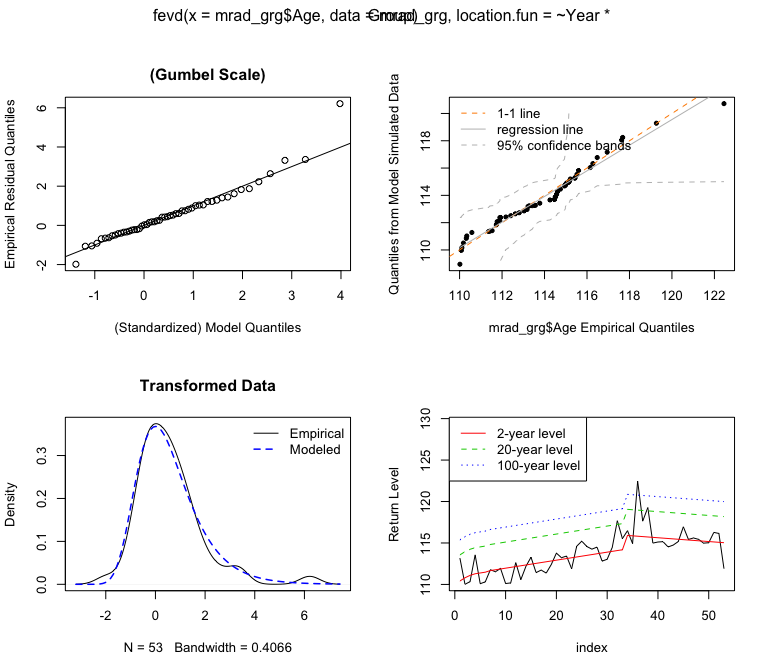 fevd(x = mrad_grg$Age, data = mrad_grg, location.fun = ~Year *
Group)
(Gumbel Scale)
Empirical Residual Quantiles
-2 0 2 4 6
-1 0 1 2 3 4
(Standardized) Model Quantiles
Quantiles from Model Simulated Data
110 114 118
1-1 line
regression line
95% confidence bands
110 112 114 116 118 120 122
mrad_grg$Age Empirical Quantiles
Transformed Data
Density
0.0 0.1 0.2 0.3
Empirical
Modeled
-2 0 2 4 6
N = 53 Bandwidth = 0.4066
Return Level
110 115 120 125 130
2-year level
20-year level
100-year level
0 10 20 30 40 50
index